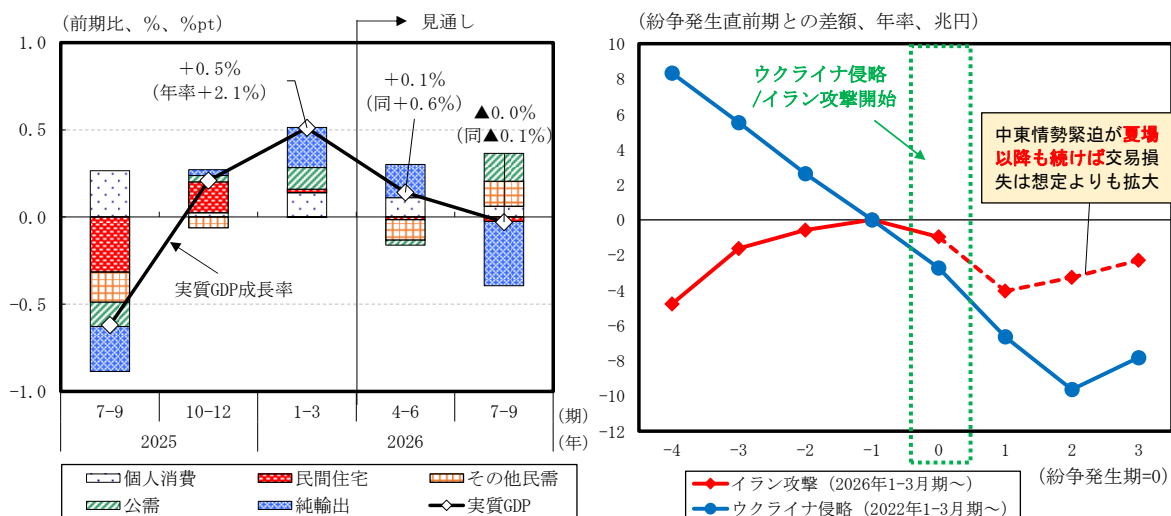 (前期比、%、%pt)
見通し
1.0
0.5
0.0
-0.5
-1.0
+0.5%
(年率+2.1%)
+0.1%
(同+0.6%)
▲0.0%
(同▲0.1%)
実質GDP成長率
7-9
10-12
1-3
4-6
7-9
(期)
2025
2026
(年)
個人消費
民間住宅
その他民需
公需
純輸出
実質GDP
(紛争発生直前期との差額、年率、兆円)
10
8
6
4
2
0
-2
-4
-6
-8
-10
-12
ウクライナ侵略
/イラン攻撃開始
中東情勢緊迫が夏場
以降も続けば交易損
失は想定よりも拡大
-4
-3
-2
-1
0
1
2
3
(紛争発生期=0)
イラン攻撃(2026年1-3月期~)
ウクライナ侵略(2022年1-3月期~)